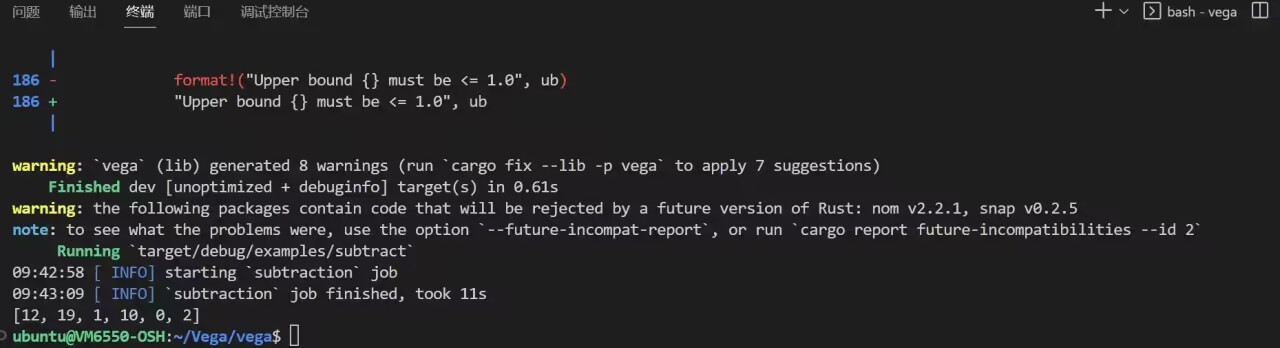 问题 输出 终端 端口 调试控制台 bash - vega
|
186 - format!("Upper bound {} must be <= 1.0", ub)
186 + "Upper bound {} must be <= 1.0", ub
|
warning: `vega` (lib) generated 8 warnings (run `cargo fix --lib -p vega` to apply 7 suggestions)
Finished dev [unoptimized + debuginfo] target(s) in 0.61s
warning: the following packages contain code that will be rejected by a future version of Rust: nom v2.2.1, snap v0.2.5
note: to see what the problems were, use the option `--future-incompat-report`, or run `cargo report future-incompatibilities --id 2`
Running `target/debug/examples/subtract`
09:42:58 [ INFO] starting `subtraction` job
09:43:09 [ INFO] `subtraction` job finished, took 11s
[12, 19, 1, 10, 0, 2]
ubuntu@VM6550-OSH:~/Vega/vega$